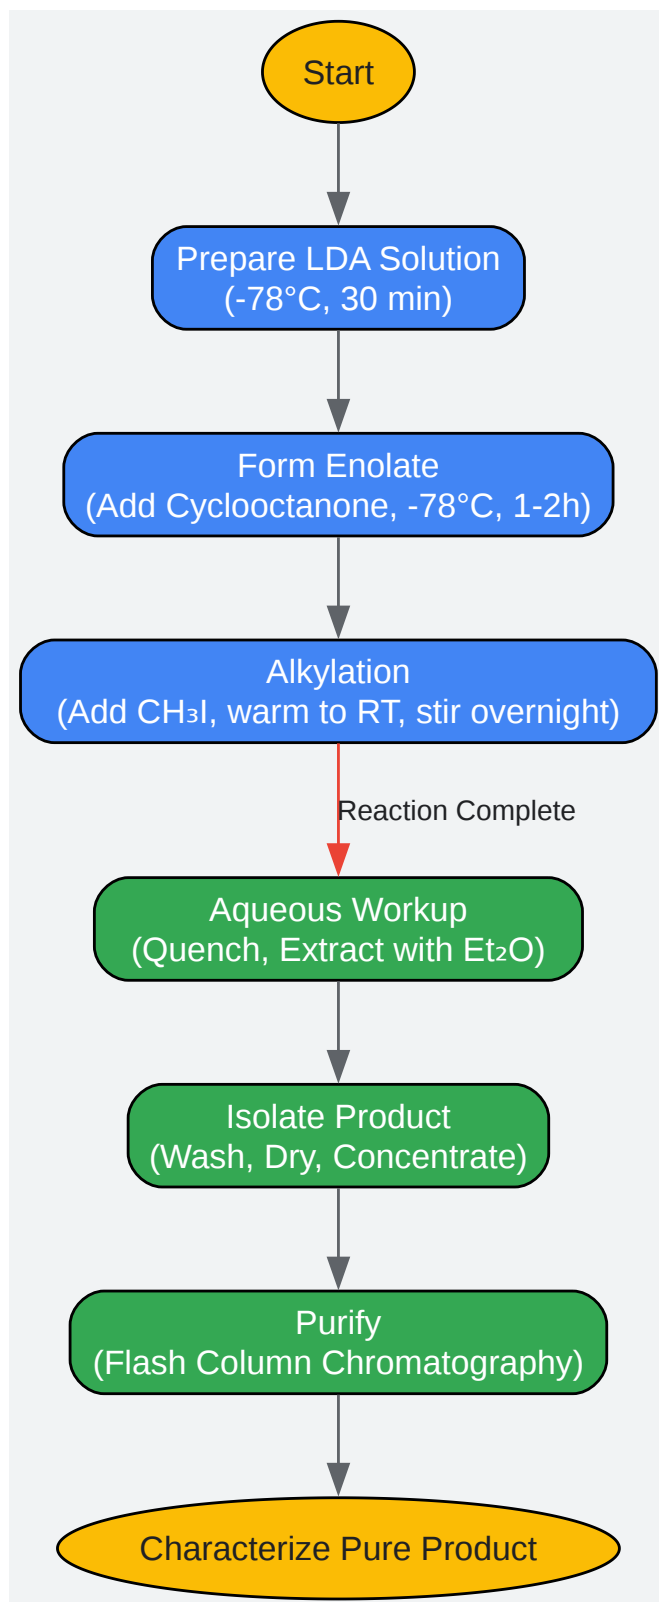 Start
Prepare LDA Solution
(-78°C, 30 min)
Form Enolate
(Add Cyclooctanone, -78°C, 1-2h)
Alkylation
(Add CH₃I, warm to RT, stir overnight)
Reaction Complete
Aqueous Workup
(Quench, Extract with Et₂O)
Isolate Product
(Wash, Dry, Concentrate)
Purify
(Flash Column Chromatography)
Characterize Pure Product